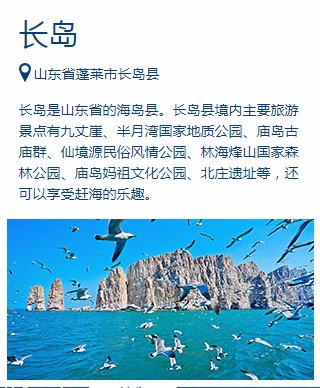 长岛
山东省蓬莱市长岛县
长岛是山东省的海岛县。长岛县境内主要旅游
景点有九丈崖、半月湾国家地质公园、庙岛古
庙群、仙境源民俗风情公园、林海烽山国家森
林公园、庙岛妈祖文化公园、北庄遗址等，还
可以享受赶海的乐趣。